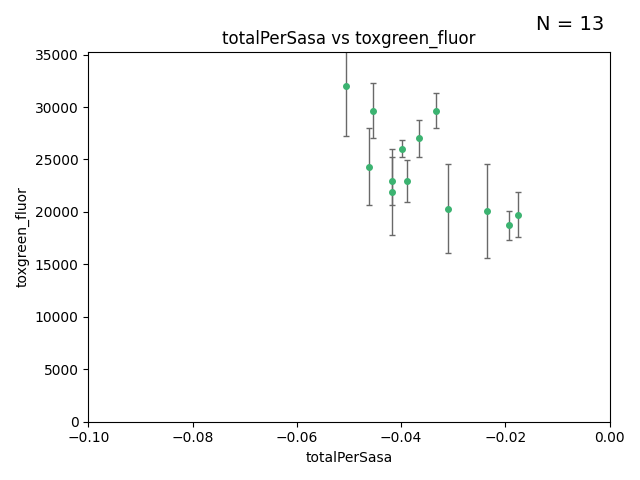 N = 13
totalPerSasa vs toxgreen_fluor
35000
30000
25000
20000
15000
10000
5000
0
toxgreen_fluor
−0.10 −0.08 −0.06 −0.04 −0.02 0.00
totalPerSasa